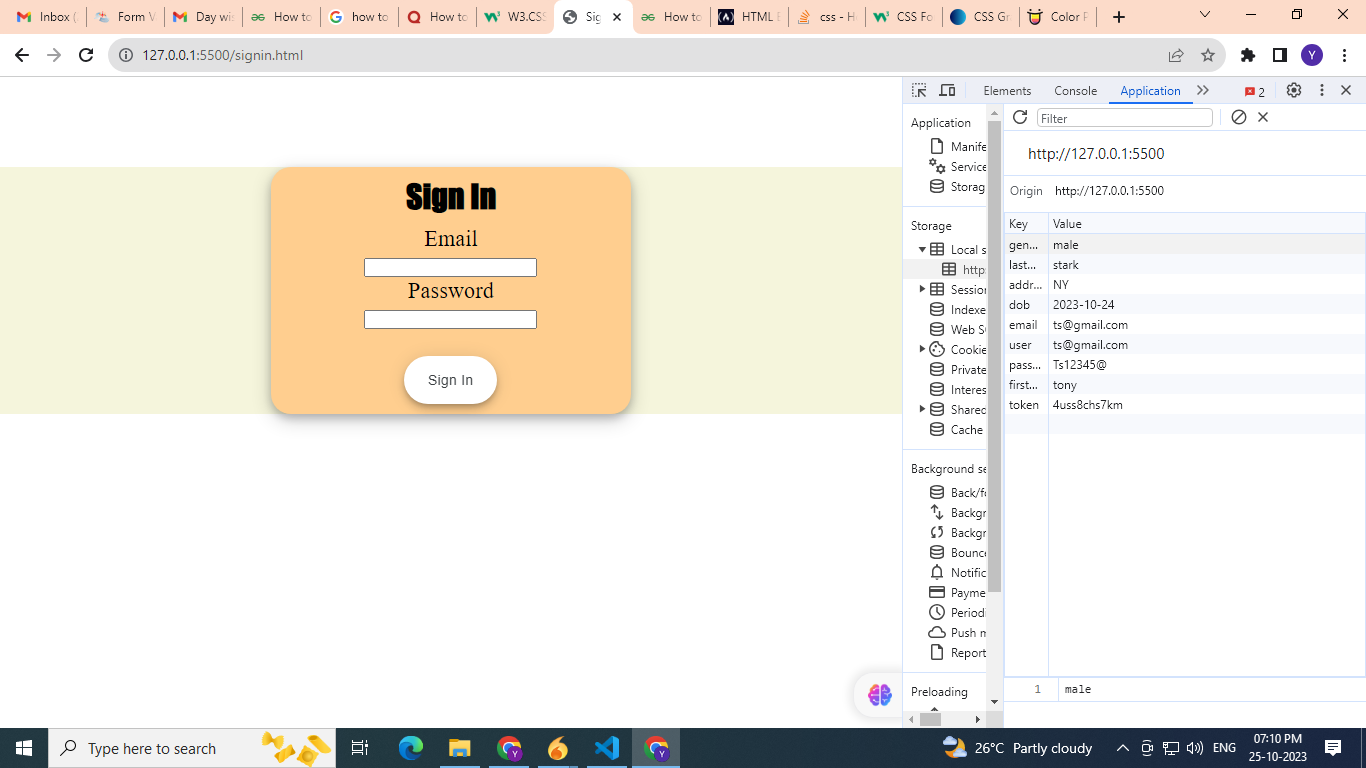 Inbox (
Form V
Day wis
How to
how to
How to
W3.CSS
Sig
How to
HTML E
css - H
CSS Fo
CSS Gr
Color P
127.0.0.1:5500/signin.html
Y
Elements
Console
Application
2
Sign In
Email
Password
Sign In
Application
Manife
Service
Storag
Storage
Local s
http:
Session
Indexe
Web S
Cookie
Private
Interes
Shared
Cache
Background se
Back/fo
Backgr
Backgr
Bounce
Notific
Payme
Period
Push m
Report
Preloading
Filter
http://127.0.0.1:5500
Origin http://127.0.0.1:5500
Key Value
gen... male
last... stark
addr... NY
dob 2023-10-24
email ts@gmail.com
user ts@gmail.com
pass... Ts12345@
first... tony
token 4uss8chs7km
1 male
Type here to search
26°C Partly cloudy
ENG
07:10 PM
25-10-2023